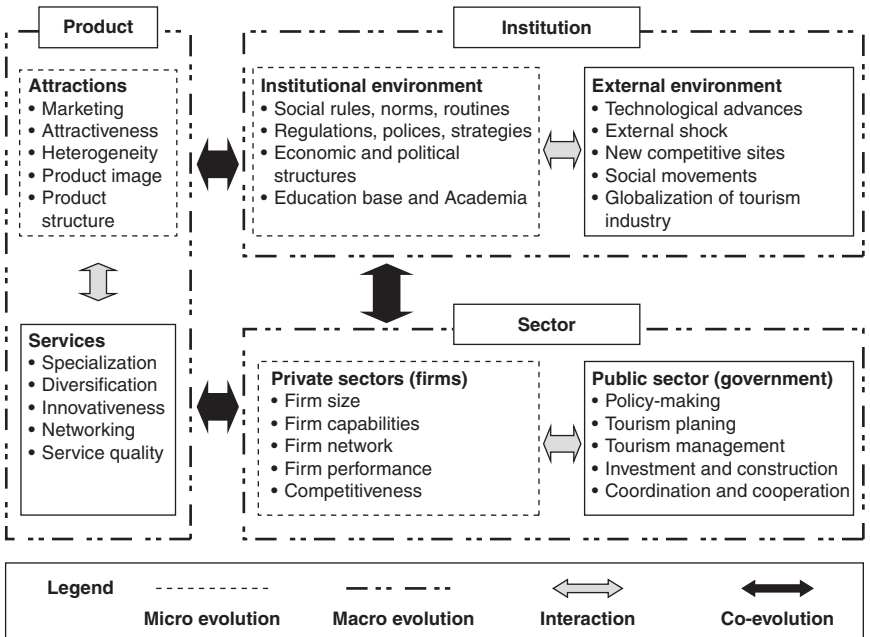 Product
Attractions
• Marketing
• Attractiveness
• Heterogeneity
• Product image
• Product
structure
Services
• Specialization
• Diversification
• Innovativeness
• Networking
• Service quality
Institution
Institutional environment
• Social rules, norms, routines
• Regulations, polices, strategies
• Economic and political
structures
• Education base and Academia
External environment
• Technological advances
• External shock
• New competitive sites
• Social movements
• Globalization of tourism
industry
Sector
Private sectors (firms)
• Firm size
• Firm capabilities
• Firm network
• Firm performance
• Competitiveness
Public sector (government)
• Policy-making
• Tourism planing
• Tourism management
• Investment and construction
• Coordination and cooperation
Legend
Micro evolution
Macro evolution
Interaction
Co-evolution